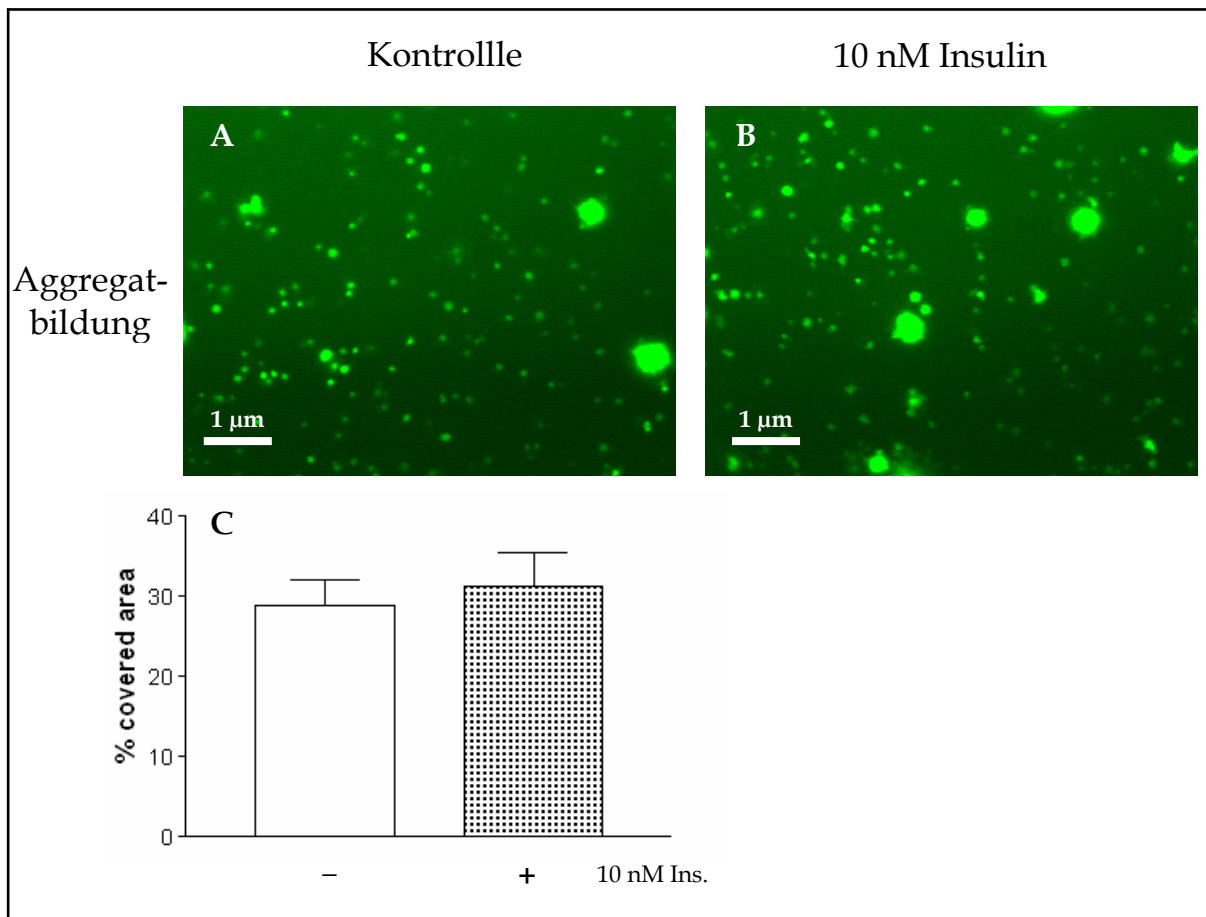 Kontrollle
10 nM Insulin
A
B
Aggregat-
bildung
1 µm
1 µm
C
% covered area
40
30
20
10
0
−
+
10 nM Ins.